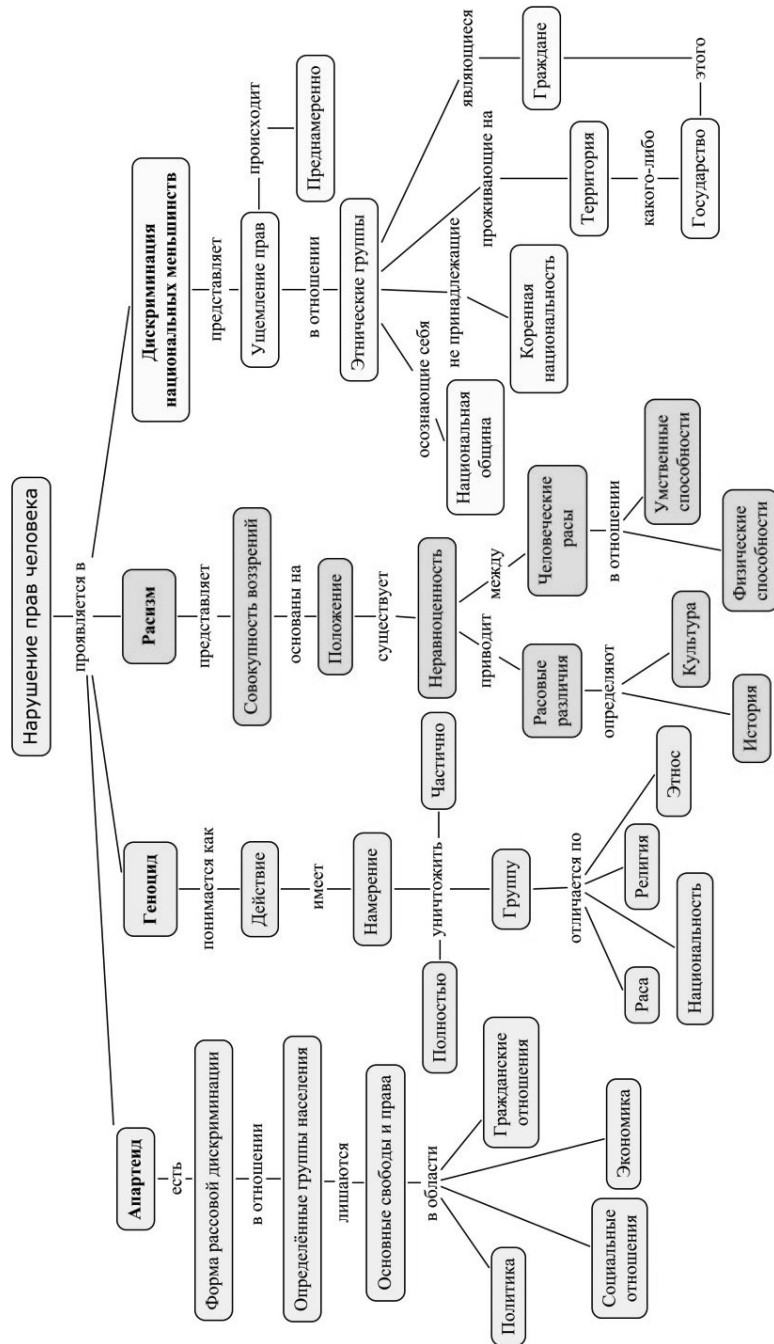 Нарушение прав человека
проявляется в
Апартеид
есть
Форма рассовой дискриминации
в отношении
Определённые группы населения
лишаются
Основные свободы и права
в области
Политика
Социальные
отношения
Экономика
Гражданские
отношения
Геноцид
понимается как
Действие
имеет
Намерение
Полностью
уничтожить
Частично
Группу
отличается по
Раса
Национальность
Религия
Этнос
Расизм
представляет
Совокупность воззрений
основаны на
Положение
существует
Неравноценность
приводит
между
Расовые
различия
определяют
История
Культура
Человеческие
расы
в отношении
Физические
способности
Умственные
способности
Дискриминация
национальных меньшинств
представляет
Ущемление прав
происходит
Преднамеренно
в отношении
Этнические группы
осознающие себя
Национальная
община
не принадлежащие
Коренная
национальность
проживающие на
Территория
какого-либо
Государство
являющиеся
Граждане
этого